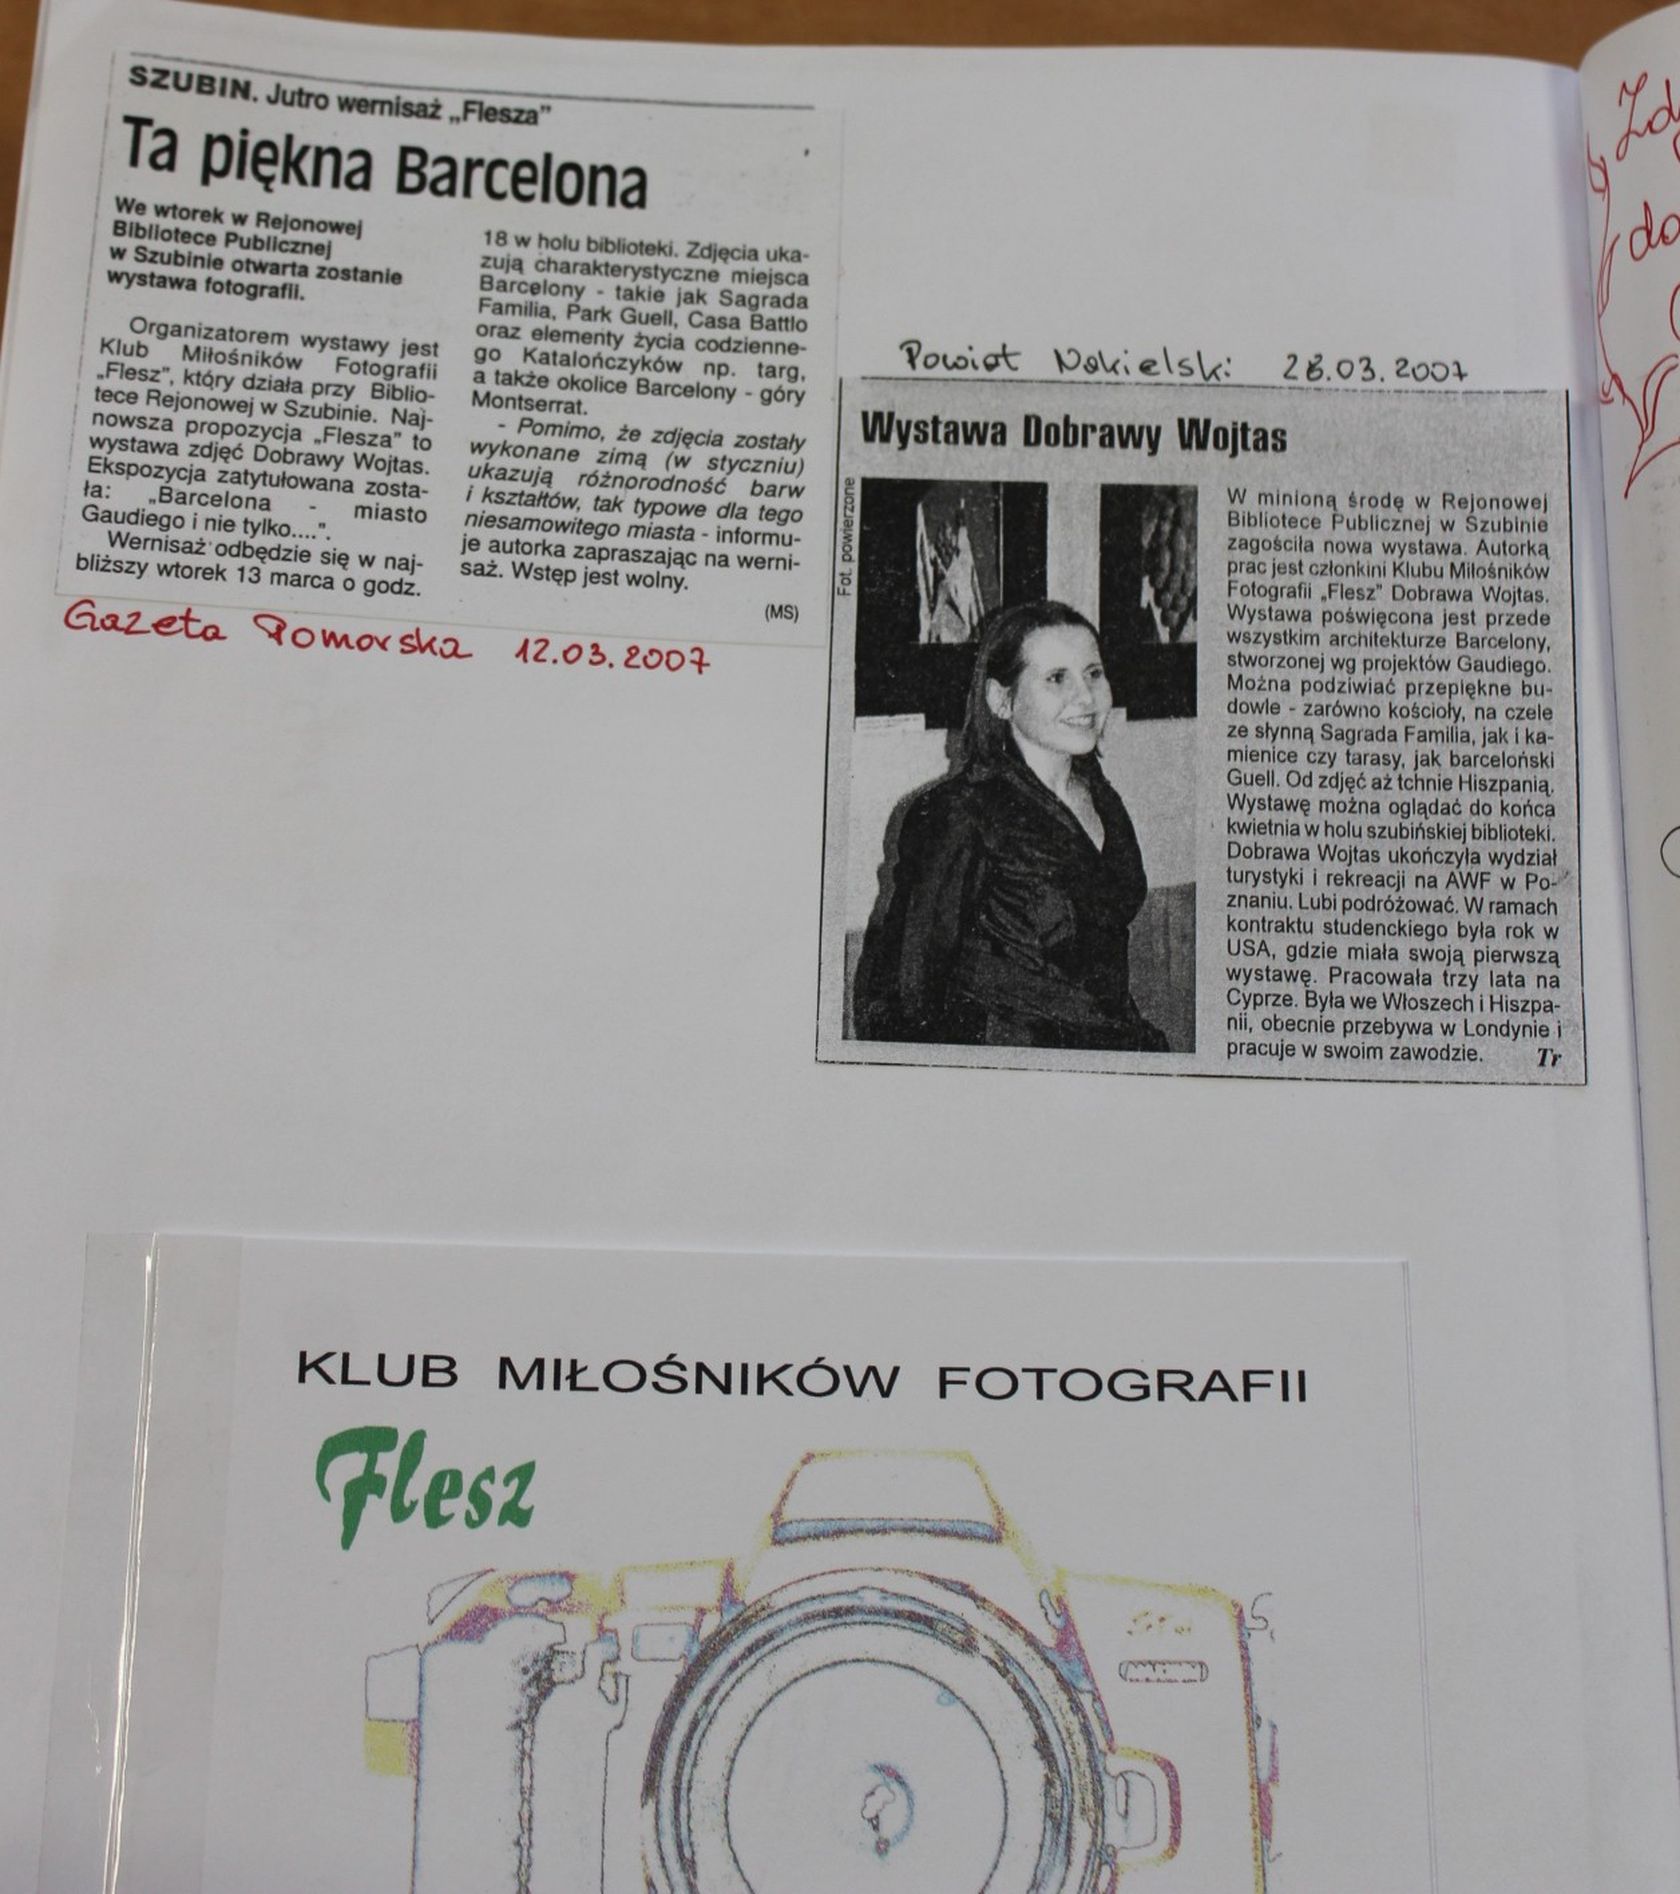 SZUBIN. Jutro wernisaż „Flesza”
Ta piękna Barcelona
We wtorek w Rejonowej
Bibliotece Publicznej
w Szubinie otwarta zostanie
wystawa fotografii.
Organizatorem wystawy jest
Klub Miłośników Fotografii
„Flesz”, który działa przy Biblio-
tece Rejonowej w Szubinie. Naj-
nowsza propozycja „Flesza” to
wystawa zdjęć Dobrawy Wojtas.
Ekspozycja zatytułowana zosta-
ła: „Barcelona - miasto
Gaudiego i nie tylko....”.
Wernisaż odbędzie się w naj-
bliższy wtorek 13 marca o godz.
18 w holu biblioteki. Zdjęcia uka-
zują charakterystyczne miejsca
Barcelony - takie jak Sagrada
Familia, Park Guell, Casa Battlo
oraz elementy życia codzienne-
go Katalończyków np. targ,
a także okolice Barcelony - góry
Montserrat.
- Pomimo, że zdjęcia zostały
wykonane zimą (w styczniu)
ukazują różnorodność barw
i kształtów, tak typowe dla tego
niesamowitego miasta - informu-
je autorka zapraszając na werni-
saż. Wstęp jest wolny.
(MS)
Gazeta Pomorska 12.03.2007
Powiat Nakielski 28.03.2007
Wystawa Dobrawy Wojtas
Fot. powierzone
W minioną środę w Rejonowej
Bibliotece Publicznej w Szubinie
zagościła nowa wystawa. Autorką
prac jest członkini Klubu Miłośników
Fotografii „Flesz” Dobrawa Wojtas.
Wystawa poświęcona jest przede
wszystkim architekturze Barcelony,
stworzonej wg projektów Gaudiego.
Można podziwiać przepiękne bu-
dowle - zarówno kościoły, na czele
ze słynną Sagrada Familia, jak i ka-
mienice czy tarasy, jak barceloński
Guell. Od zdjęć aż tchnie Hiszpanią.
Wystawę można oglądać do końca
kwietnia w holu szubińskiej biblioteki.
Dobrawa Wojtas ukończyła wydział
turystyki i rekreacji na AWF w Po-
znaniu. Lubi podróżować. W ramach
kontraktu studenckiego była rok w
USA, gdzie miała swoją pierwszą
wystawę. Pracowała trzy lata na
Cyprze. Była we Włoszech i Hiszpa-
nii, obecnie przebywa w Londynie i
pracuje w swoim zawodzie.
Tr
KLUB MIŁOŚNIKÓW FOTOGRAFII
Flesz